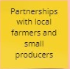 Partnerships
with local
farmers and
small
producers